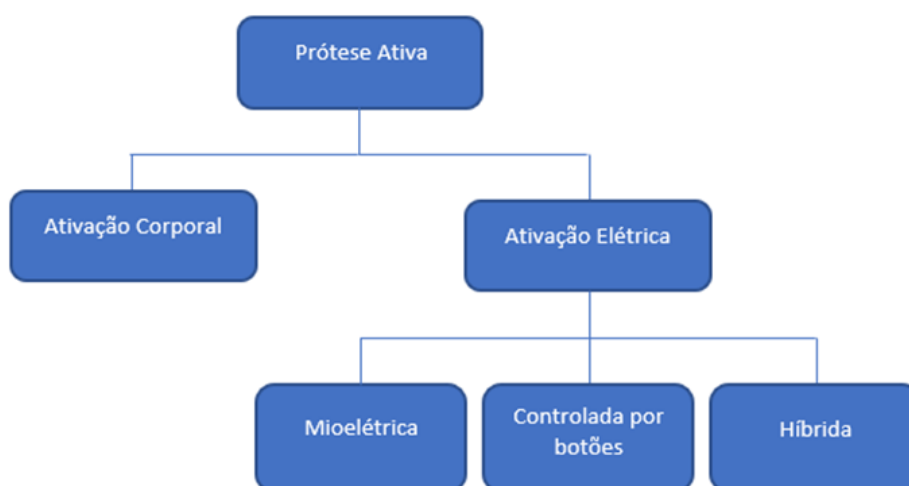 Prótese Ativa
Ativação Corporal
Ativação Elétrica
Mioelétrica
Controlada por
botões
Híbrida